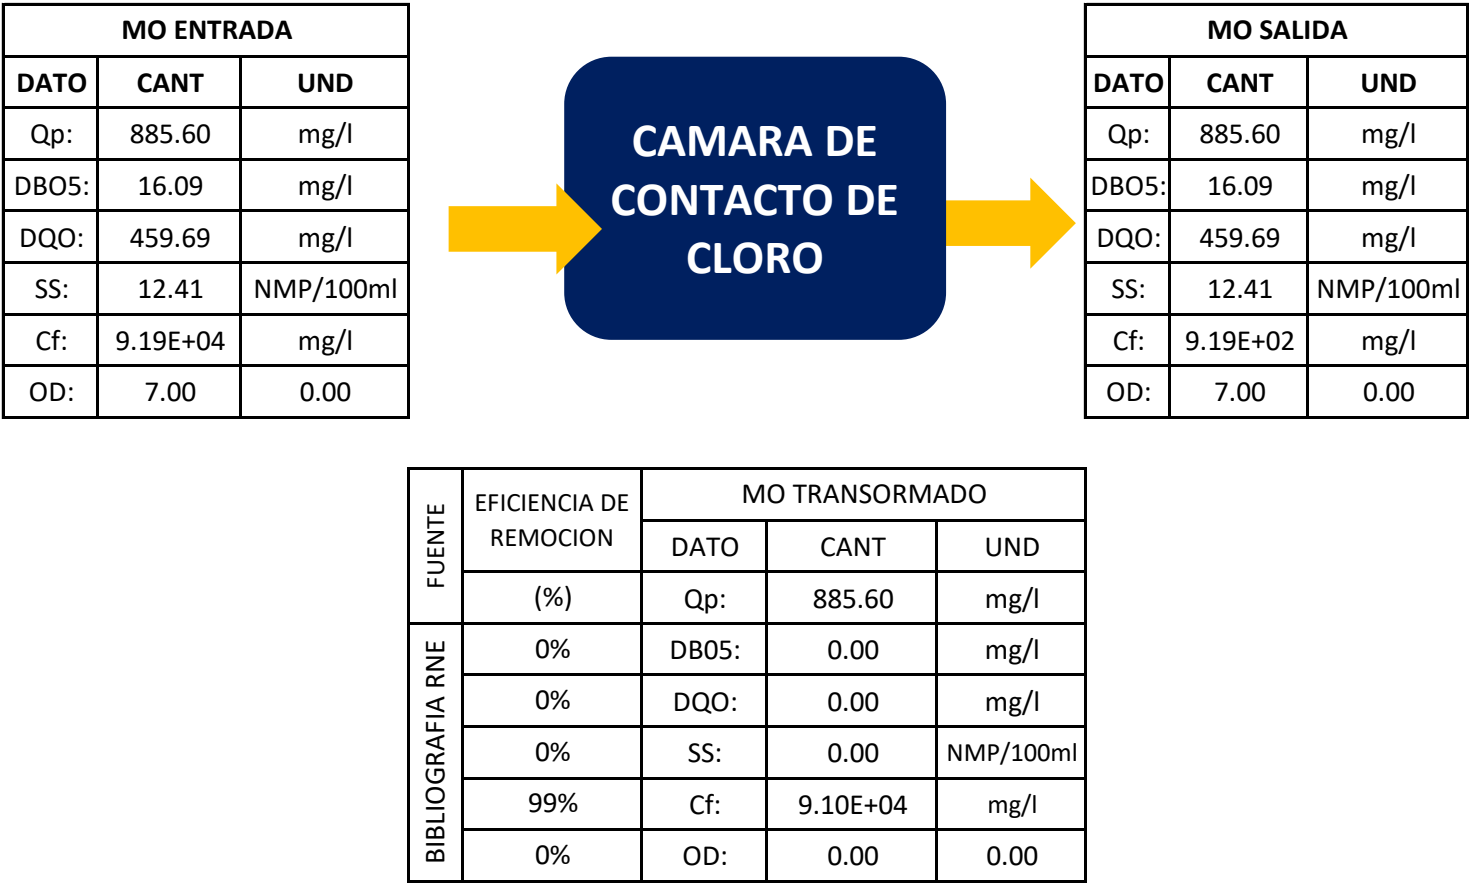 MO ENTRADA
DATO CANT UND
Qp: 885.60 mg/l
DBO5: 16.09 mg/l
DQO: 459.69 mg/l
SS: 12.41 NMP/100ml
Cf: 9.19E+04 mg/l
OD: 7.00 0.00
CAMARA DE
CONTACTO DE
CLORO
MO SALIDA
DATO CANT UND
Qp: 885.60 mg/l
DBO5: 16.09 mg/l
DQO: 459.69 mg/l
SS: 12.41 NMP/100ml
Cf: 9.19E+02 mg/l
OD: 7.00 0.00
FUENTE
EFICIENCIA DE
REMOCION
MO TRANSORMADO
DATO CANT UND
(%) Qp: 885.60 mg/l
BIBLIOGRAFIA RNE
0% DB05: 0.00 mg/l
0% DQO: 0.00 mg/l
0% SS: 0.00 NMP/100ml
99% Cf: 9.10E+04 mg/l
0% OD: 0.00 0.00